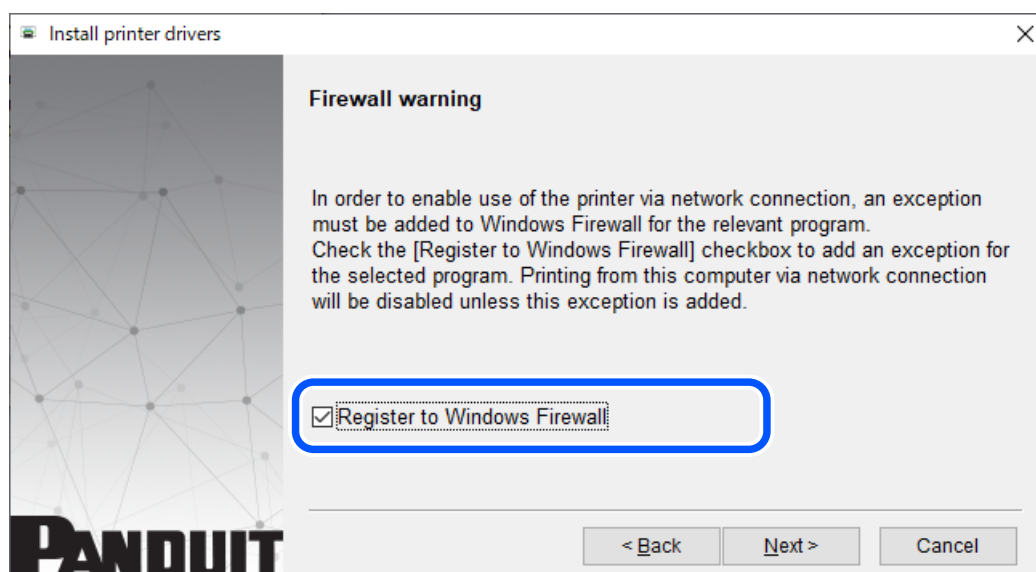 Install printer drivers
Firewall warning
In order to enable use of the printer via network connection, an exception
must be added to Windows Firewall for the relevant program.
Check the [Register to Windows Firewall] checkbox to add an exception for
the selected program. Printing from this computer via network connection
will be disabled unless this exception is added.
Register to Windows Firewall
PANDUIT
< Back
Next >
Cancel